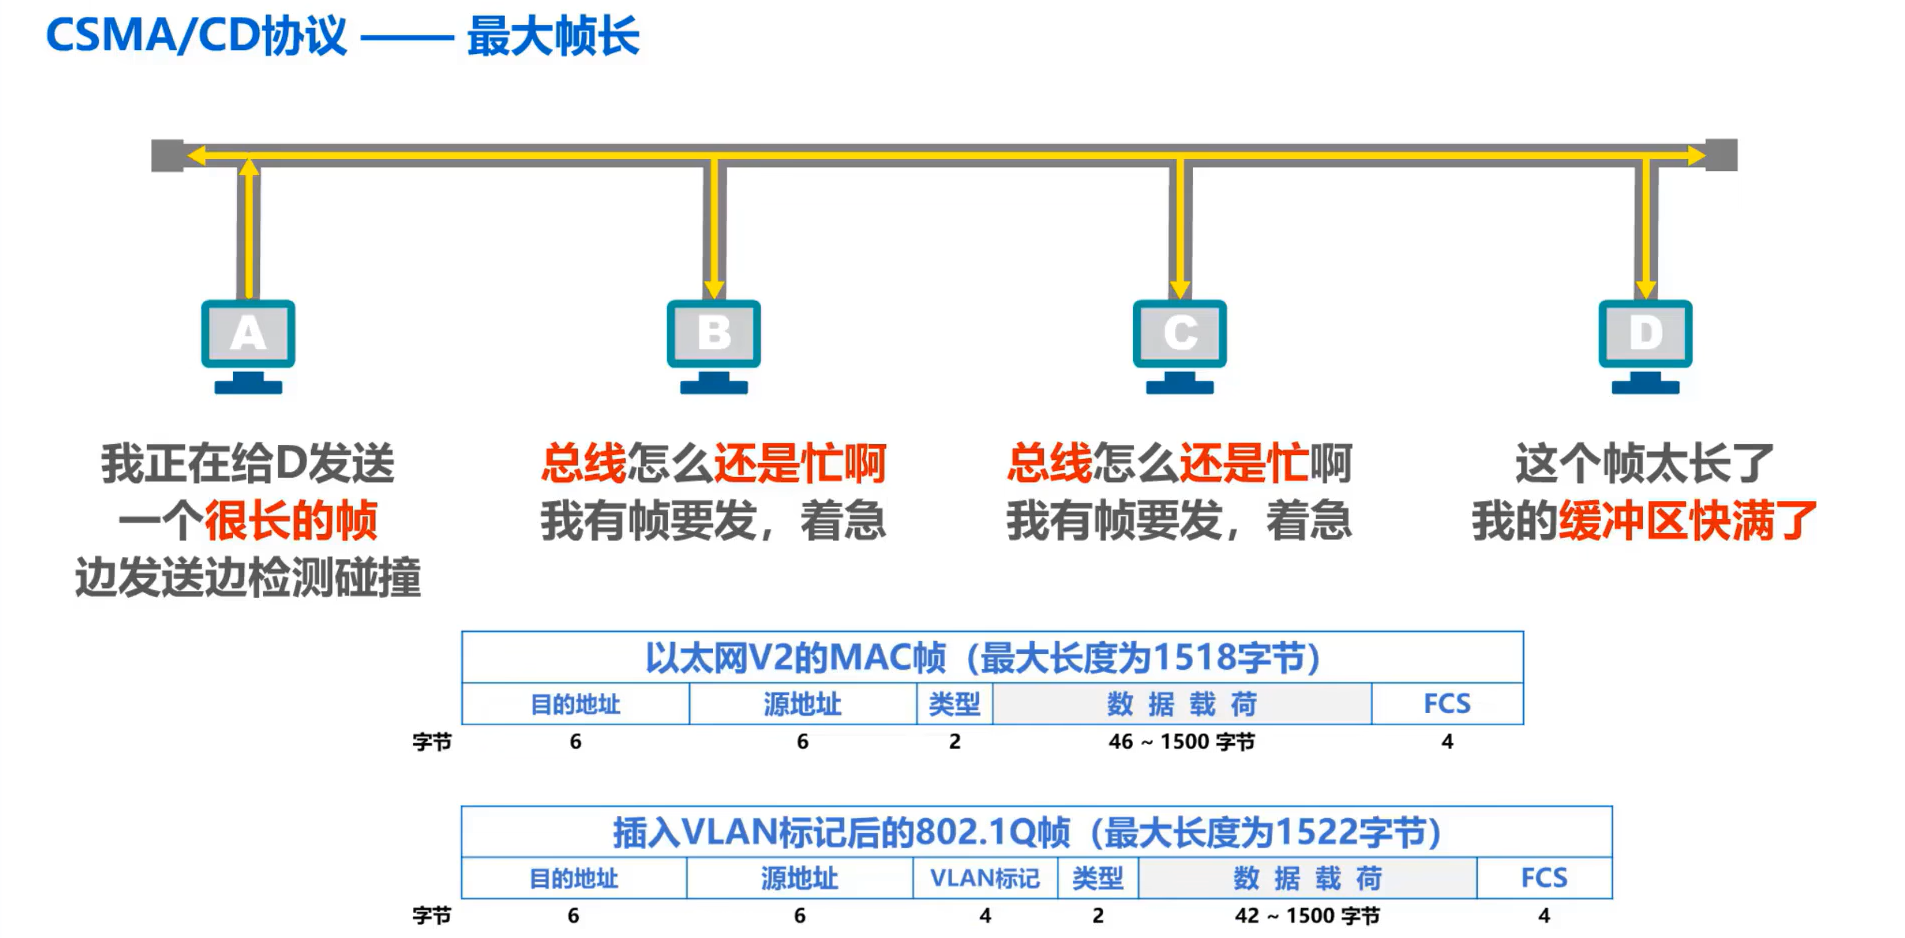 CSMA/CD协议 —— 最大帧长
A
B
C
D
我正在给D发送
一个很长的帧
边发送边检测碰撞
总线怎么还是忙啊
我有帧要发，着急
总线怎么还是忙啊
我有帧要发，着急
这个帧太长了
我的缓冲区快满了
以太网V2的MAC帧（最大长度为1518字节）
目的地址 源地址 类型 数 据 载 荷 FCS
字节 6 6 2 46 ~ 1500 字节 4
插入VLAN标记后的802.1Q帧（最大长度为1522字节）
目的地址 源地址 VLAN标记 类型 数 据 载 荷 FCS
字节 6 6 4 2 42 ~ 1500 字节 4